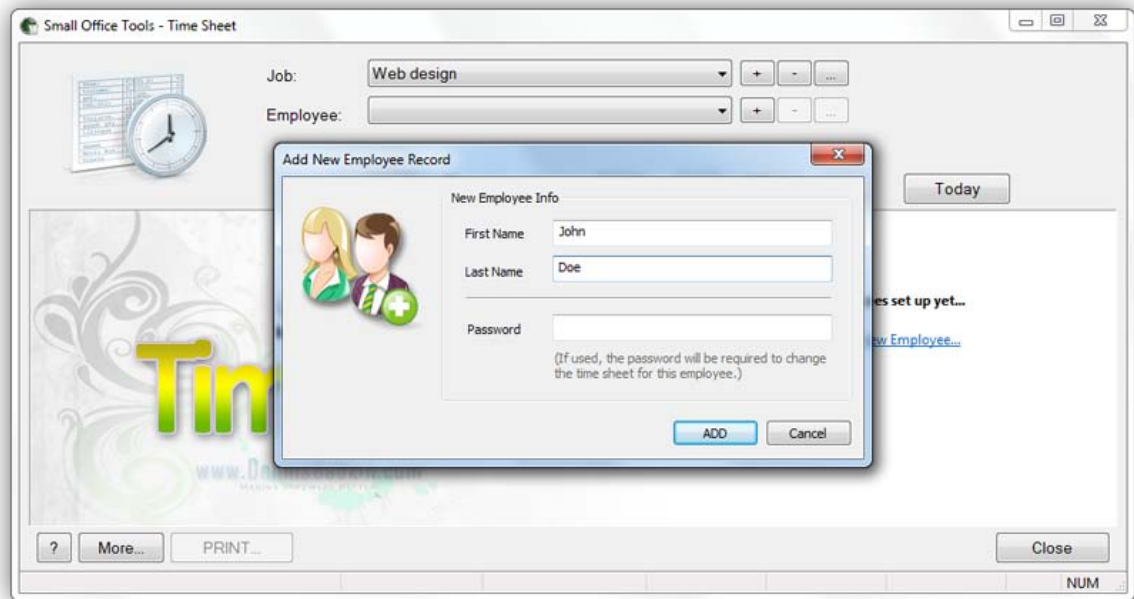 Small Office Tools - Time Sheet
Job:
Web design
+
-
...
Employee:
+
-
...
Add New Employee Record
Today
New Employee Info
First Name
John
Last Name
Doe
es set up yet...
Password
ew Employee...
(If used, the password will be required to change
the time sheet for this employee.)
Tim
ADD
Cancel
?
More...
PRINT...
Close
NUM